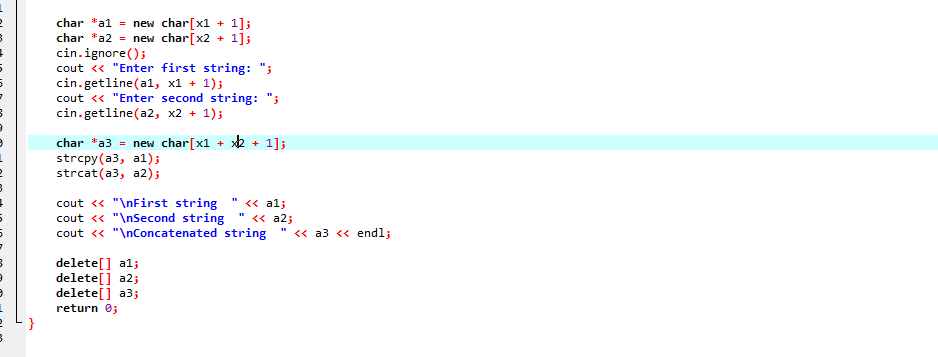 char *a1 = new char[x1 + 1];
char *a2 = new char[x2 + 1];
cin.ignore();
cout << "Enter first string: ";
cin.getline(a1, x1 + 1);
cout << "Enter second string: ";
cin.getline(a2, x2 + 1);
char *a3 = new char[x1 + x2 + 1];
strcpy(a3, a1);
strcat(a3, a2);
cout << "\nFirst string  " << a1;
cout << "\nSecond string  " << a2;
cout << "\nConcatenated string  " << a3 << endl;
delete[] a1;
delete[] a2;
delete[] a3;
return 0;
}